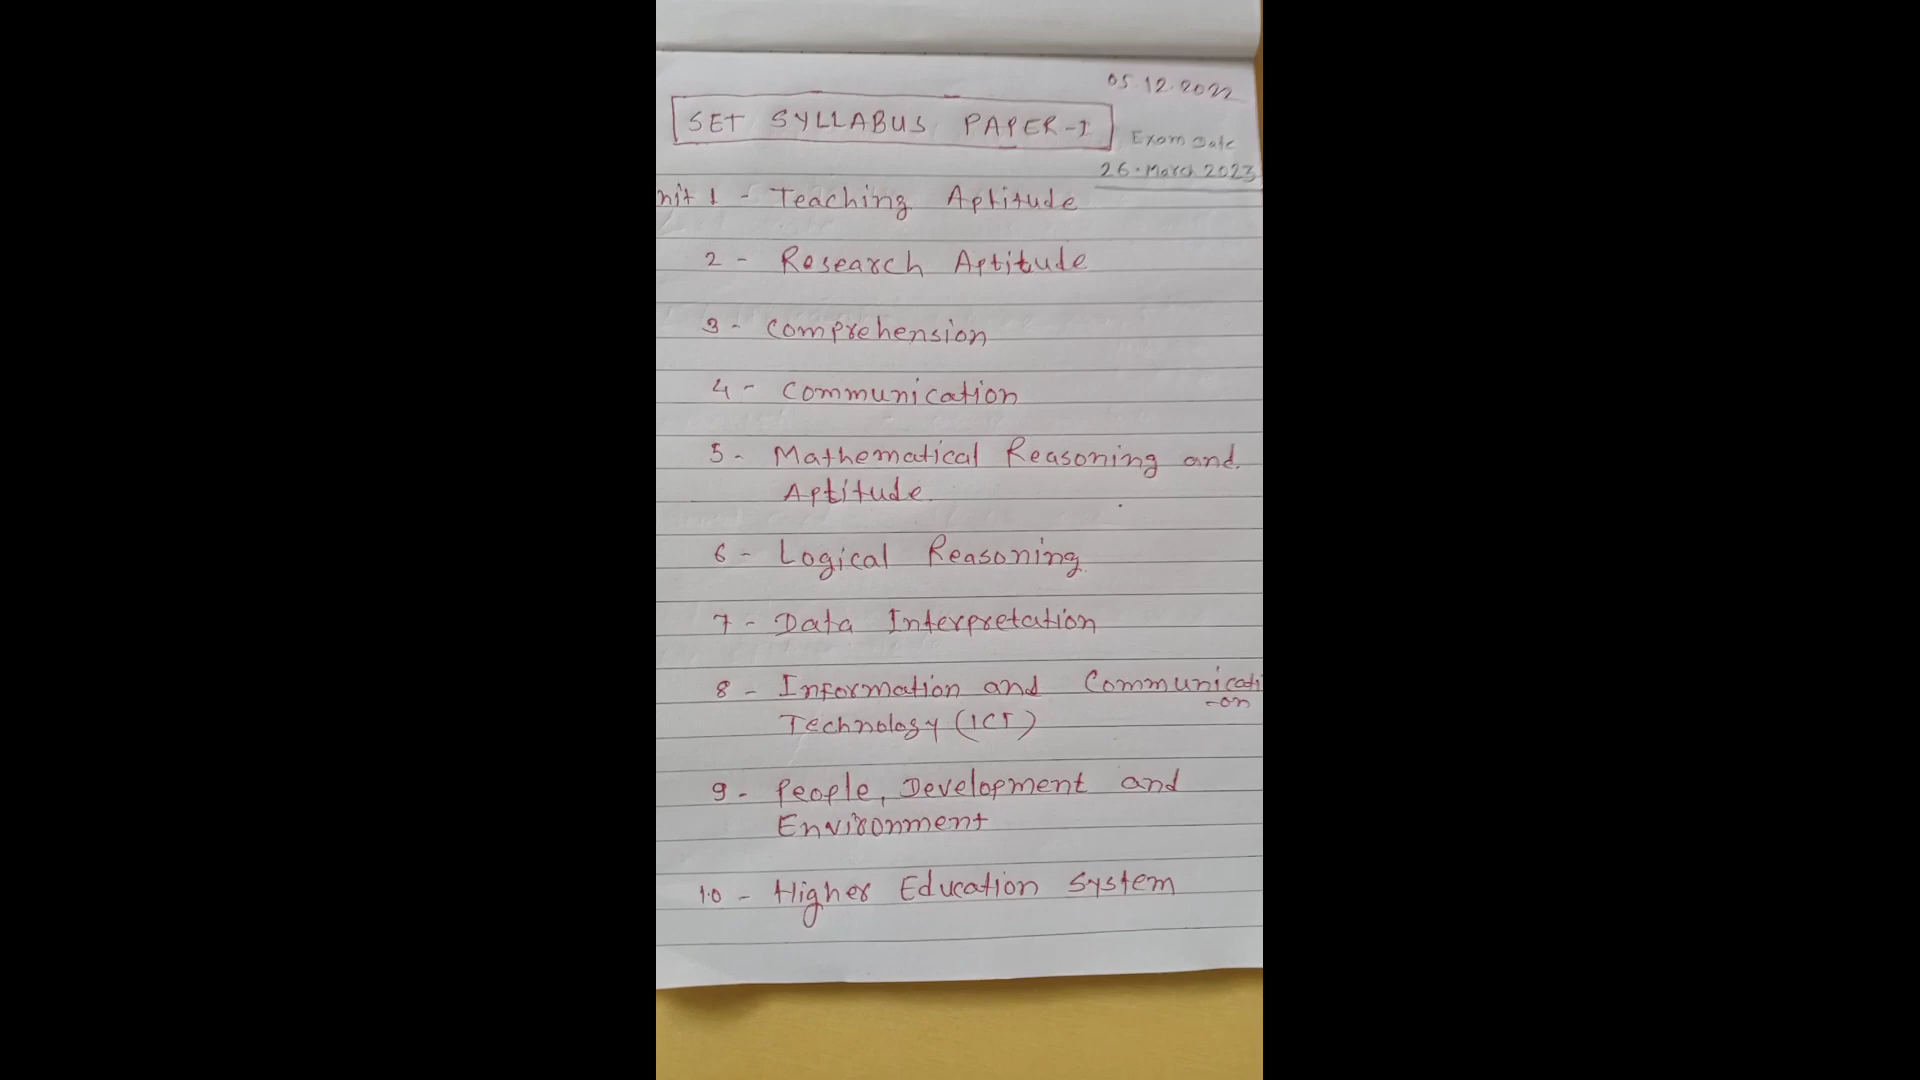 05.12.2022
SET SYLLABUS PAPER-I
Exam Date
26-March 2023
nit 1 - Teaching Aptitude
2 - Research Aptitude
3 - Comprehension
4 - Communication
5 - Mathematical Reasoning and
Aptitude
6 - Logical Reasoning
7 - Data Interpretation
8 - Information and Communicati
-on
Technology (ICT)
9 - People, Development and
Environment
10 - Higher Education System